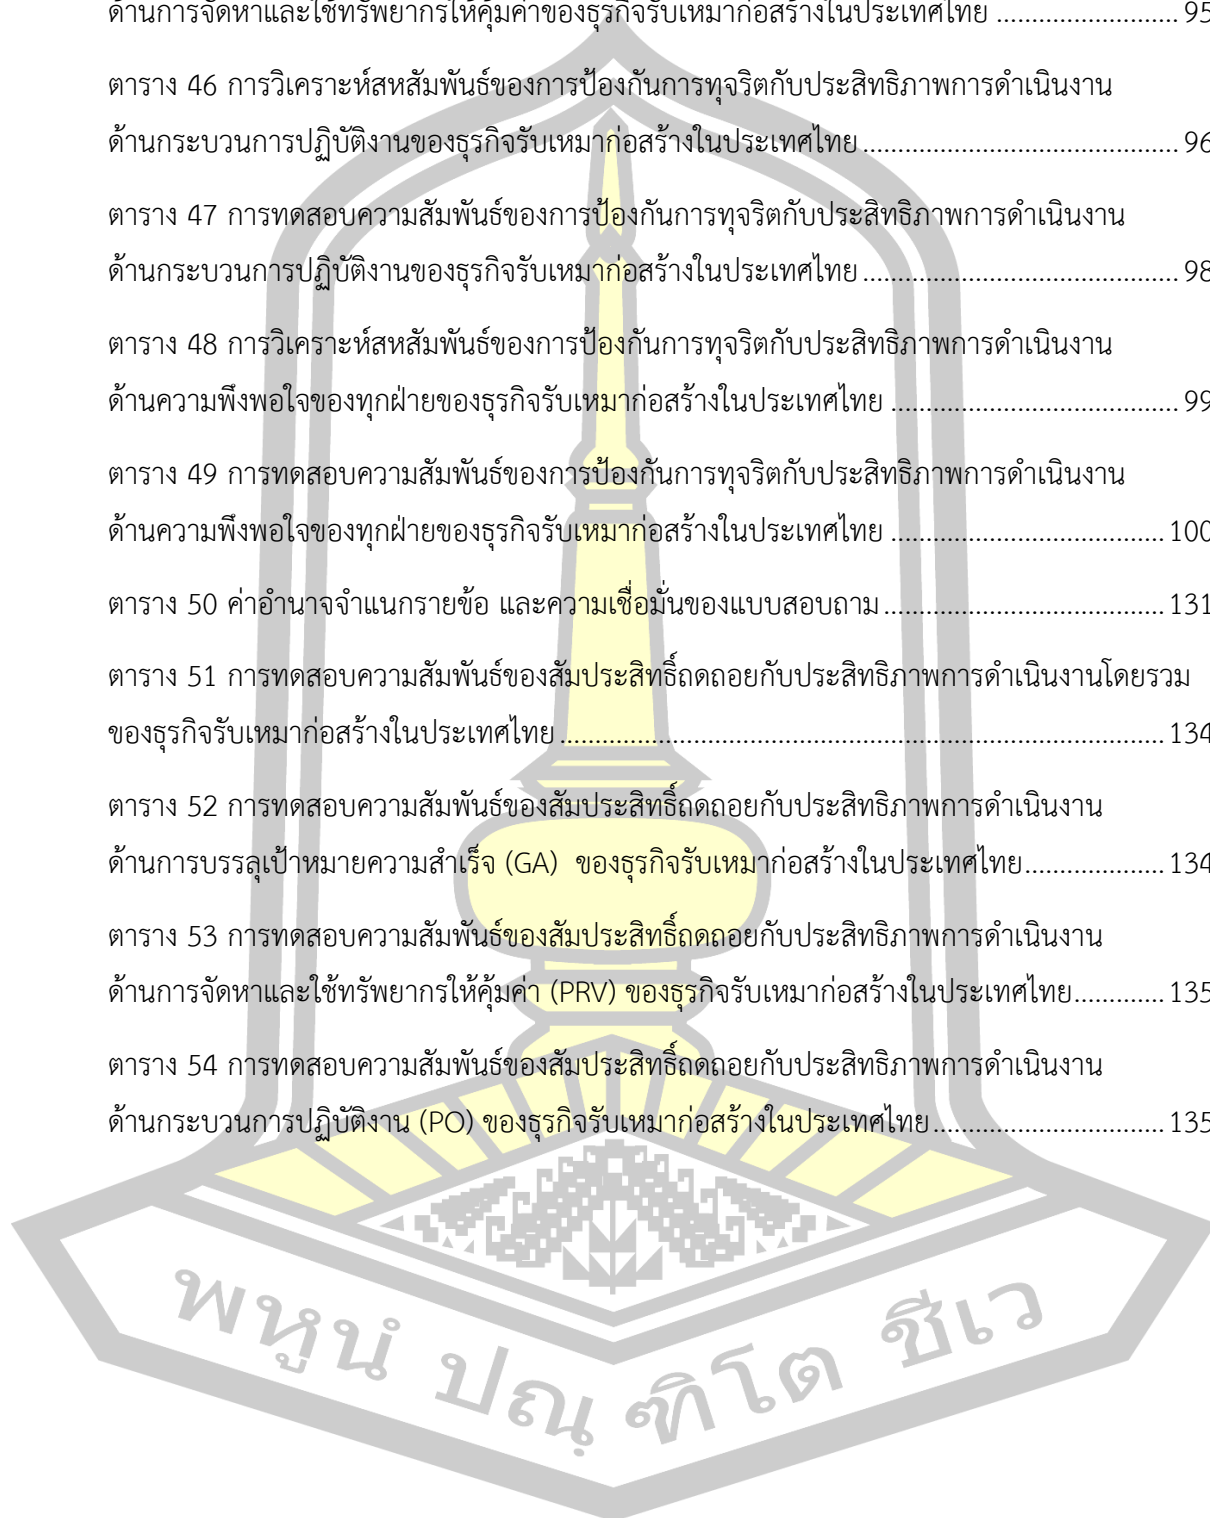 ด้านการจัดหาและใช้ทรัพยากรให้คุ้มค่าของธุรกิจรับเหมาก่อสร้างในประเทศไทย ............................ 95
ตาราง 46 การวิเคราะห์สหสัมพันธ์ของการป้องกันการทุจริตกับประสิทธิภาพการดำเนินงาน
ด้านกระบวนการปฏิบัติงานของธุรกิจรับเหมาก่อสร้างในประเทศไทย ................................................ 96
ตาราง 47 การทดสอบความสัมพันธ์ของการป้องกันการทุจริตกับประสิทธิภาพการดำเนินงาน
ด้านกระบวนการปฏิบัติงานของธุรกิจรับเหมาก่อสร้างในประเทศไทย ................................................ 98
ตาราง 48 การวิเคราะห์สหสัมพันธ์ของการป้องกันการทุจริตกับประสิทธิภาพการดำเนินงาน
ด้านความพึงพอใจของทุกฝ่ายของธุรกิจรับเหมาก่อสร้างในประเทศไทย ............................................ 99
ตาราง 49 การทดสอบความสัมพันธ์ของการป้องกันการทุจริตกับประสิทธิภาพการดำเนินงาน
ด้านความพึงพอใจของทุกฝ่ายของธุรกิจรับเหมาก่อสร้างในประเทศไทย .......................................... 100
ตาราง 50 ค่าอำนาจจำแนกรายข้อ และความเชื่อมั่นของแบบสอบถาม ........................................... 131
ตาราง 51 การทดสอบความสัมพันธ์ของสัมประสิทธิ์ถดถอยกับประสิทธิภาพการดำเนินงานโดยรวม
ของธุรกิจรับเหมาก่อสร้างในประเทศไทย ............................................................................................ 134
ตาราง 52 การทดสอบความสัมพันธ์ของสัมประสิทธิ์ถดถอยกับประสิทธิภาพการดำเนินงาน
ด้านการบรรลุเป้าหมายความสำเร็จ (GA) ของธุรกิจรับเหมาก่อสร้างในประเทศไทย..................... 134
ตาราง 53 การทดสอบความสัมพันธ์ของสัมประสิทธิ์ถดถอยกับประสิทธิภาพการดำเนินงาน
ด้านการจัดหาและใช้ทรัพยากรให้คุ้มค่า (PRV) ของธุรกิจรับเหมาก่อสร้างในประเทศไทย.............. 135
ตาราง 54 การทดสอบความสัมพันธ์ของสัมประสิทธิ์ถดถอยกับประสิทธิภาพการดำเนินงาน
ด้านกระบวนการปฏิบัติงาน (PO) ของธุรกิจรับเหมาก่อสร้างในประเทศไทย................................... 135
พหูนํ ปณฺฑิโต ชีเว